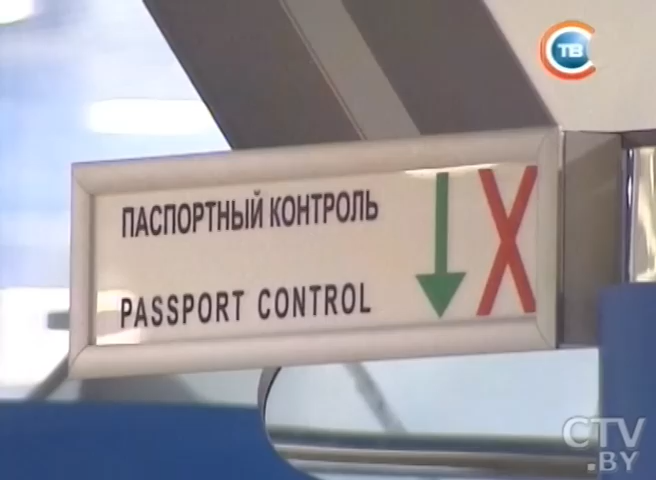 ТВ
ПАСПОРТНЫЙ КОНТРОЛЬ
PASSPORT CONTROL
X
CTV
.BY